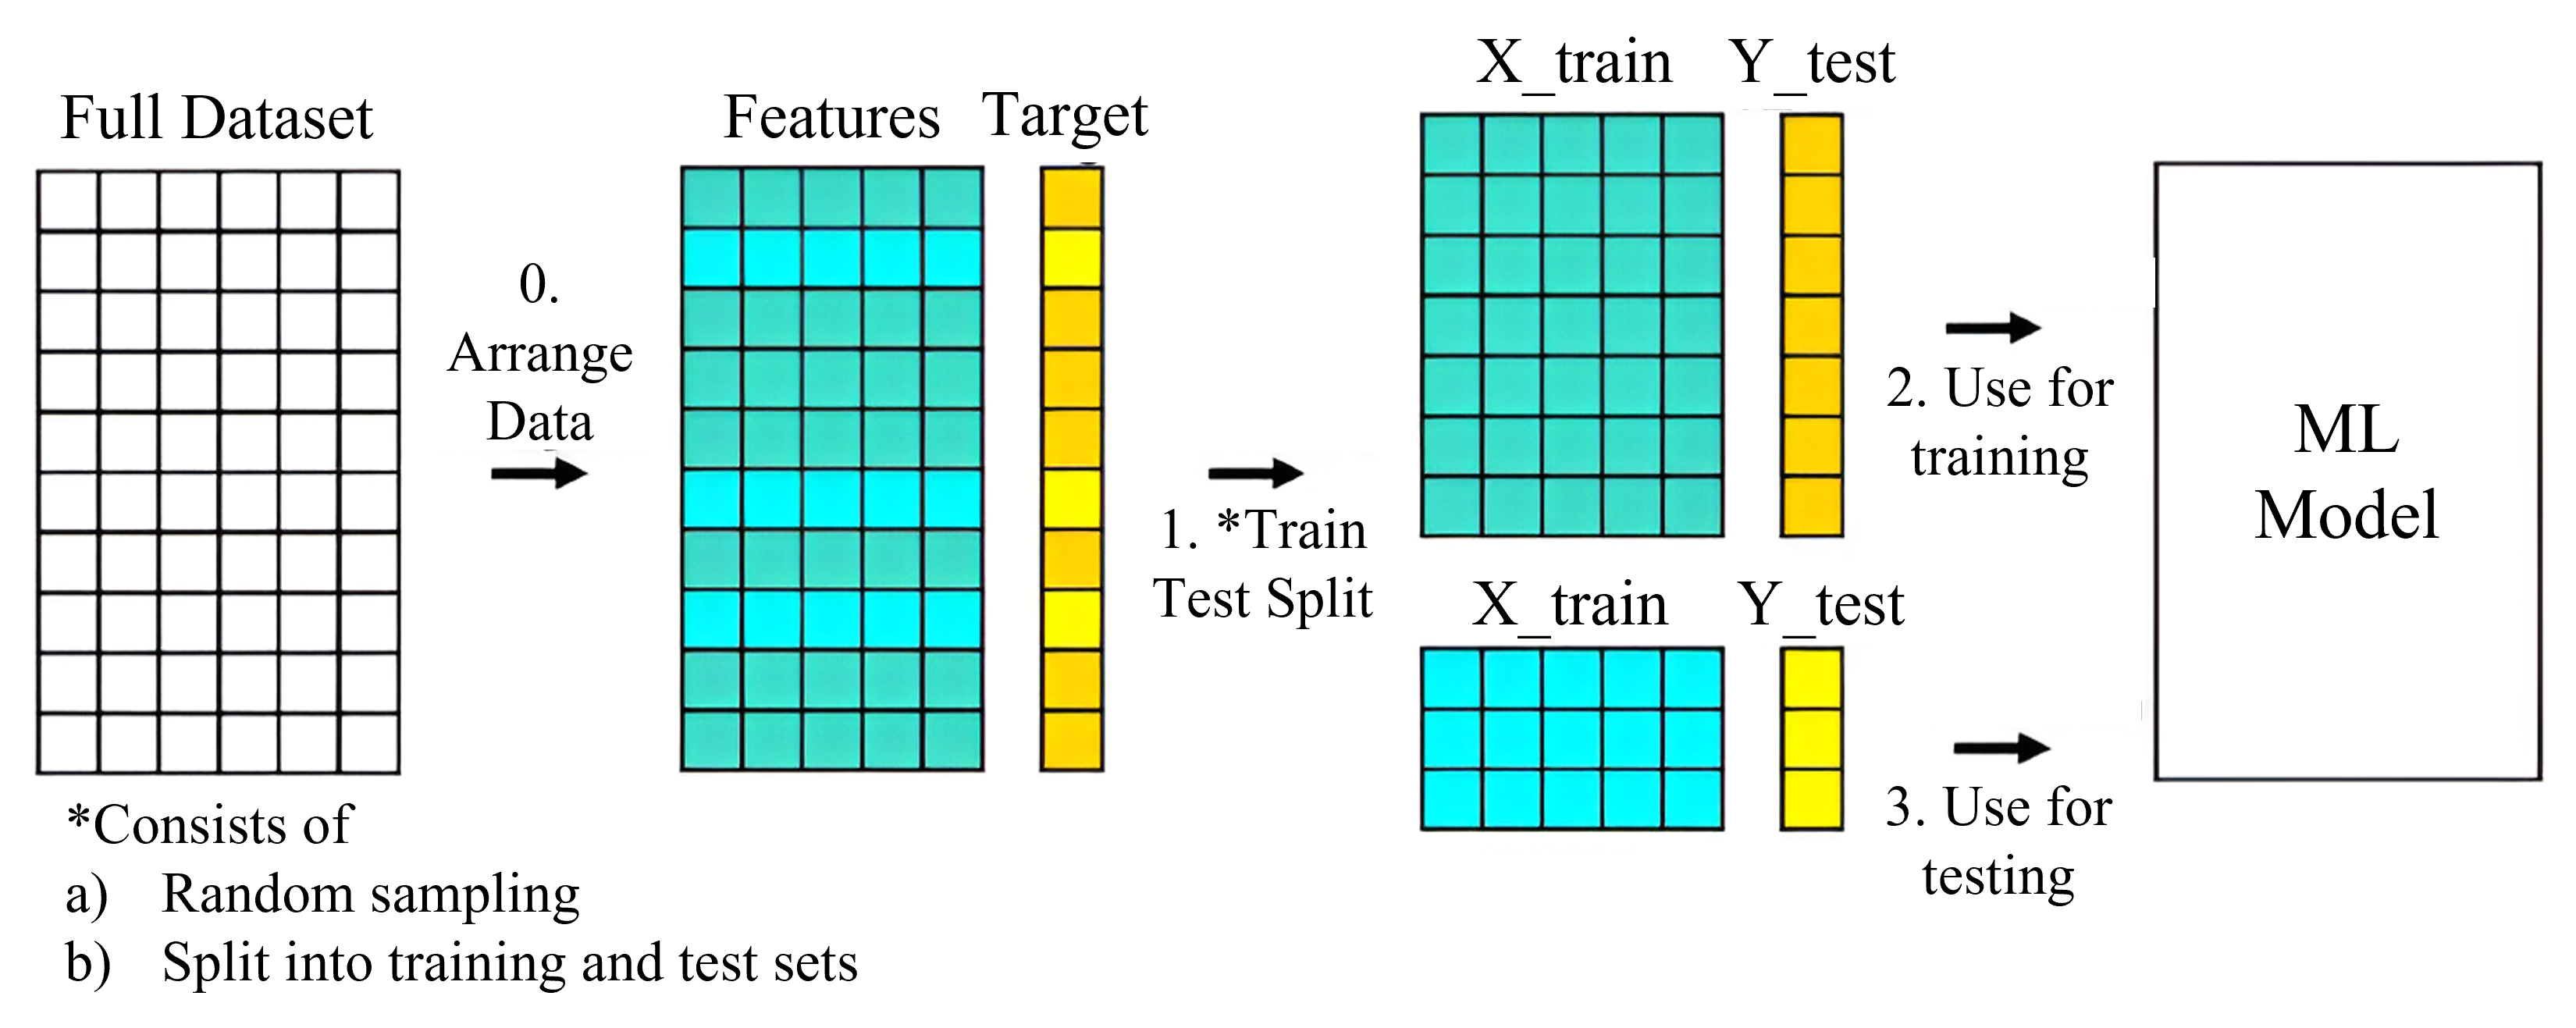 Full Dataset
0.
Arrange
Data
Features
Target
1. *Train
Test Split
X_train
Y_test
2. Use for
training
X_train
Y_test
3. Use for
testing
ML
Model
*Consists of
a) Random sampling
b) Split into training and test sets